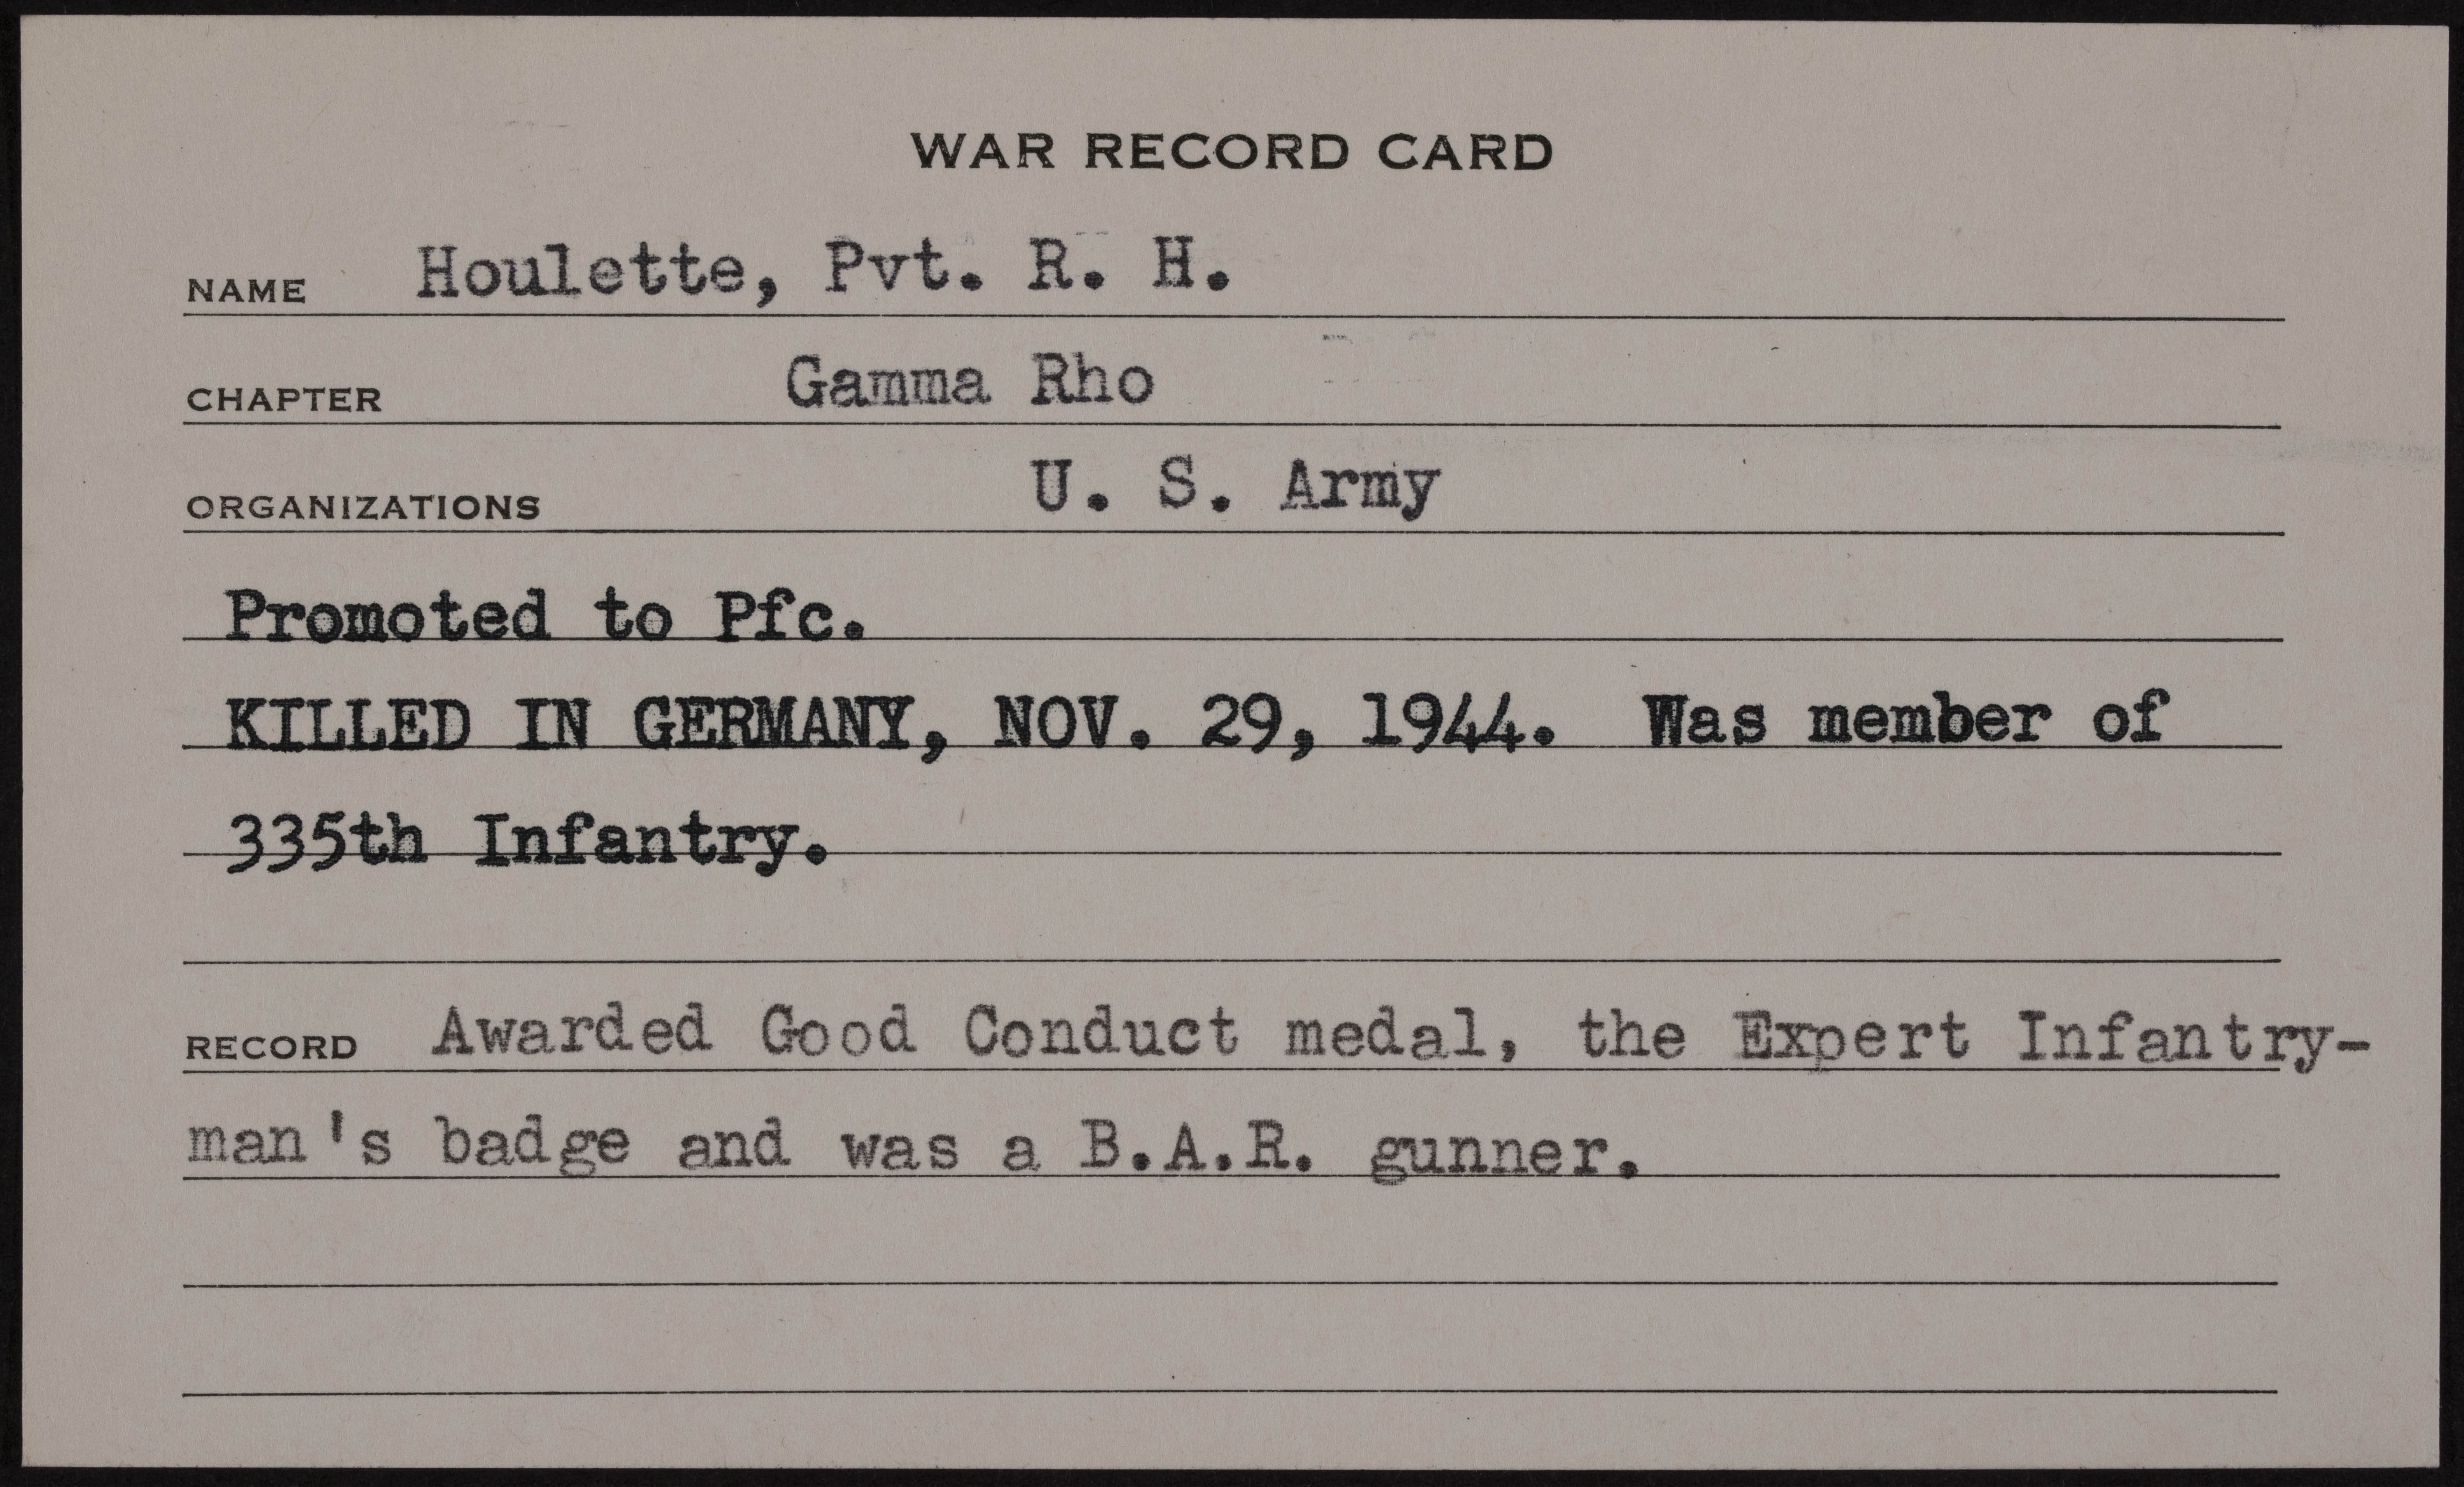 WAR RECORD CARD
NAME Houlette, Pvt. R. H.
CHAPTER Gamma Rho
ORGANIZATIONS U. S. Army
Promoted to Pfc.
KILLED IN GERMANY, NOV. 29, 1944. Was member of
335th Infantry.
RECORD Awarded Good Conduct medal, the Expert Infantry-
man's badge and was a B.A.R. gunner.